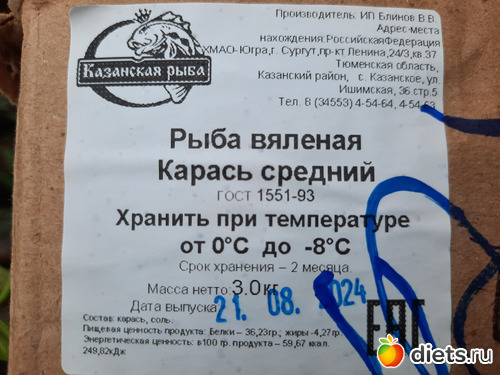 Производитель: ИП Блинов В.В.
Адрес-места
нахождения:РоссийскаяФедерация
ХМАО-Югра,г. Сургут,пр-кт Ленина,24/3,кв.37
Тюменская область,
Казанский район, с. Казанское, ул.
Ишимская, 36 стр.5
Тел. 8 (34553) 4-54-64, 4-54-63
Казанская рыба
Рыба вяленая
Карась средний
ГОСТ 1551-93
Хранить при температуре
от 0°С до -8°С
Срок хранения – 2 месяца.
Масса нетто 3.0кг
Дата выпуска 21. 08. 2024
Состав: карась, соль.
Пищевая ценность продукта: Белки – 36,23гр.; жиры -4,27гр.
Энергетическая ценность: в100 гр. продукта – 59,67 ккал.
249,82кДж
ЕАС
diets.ru